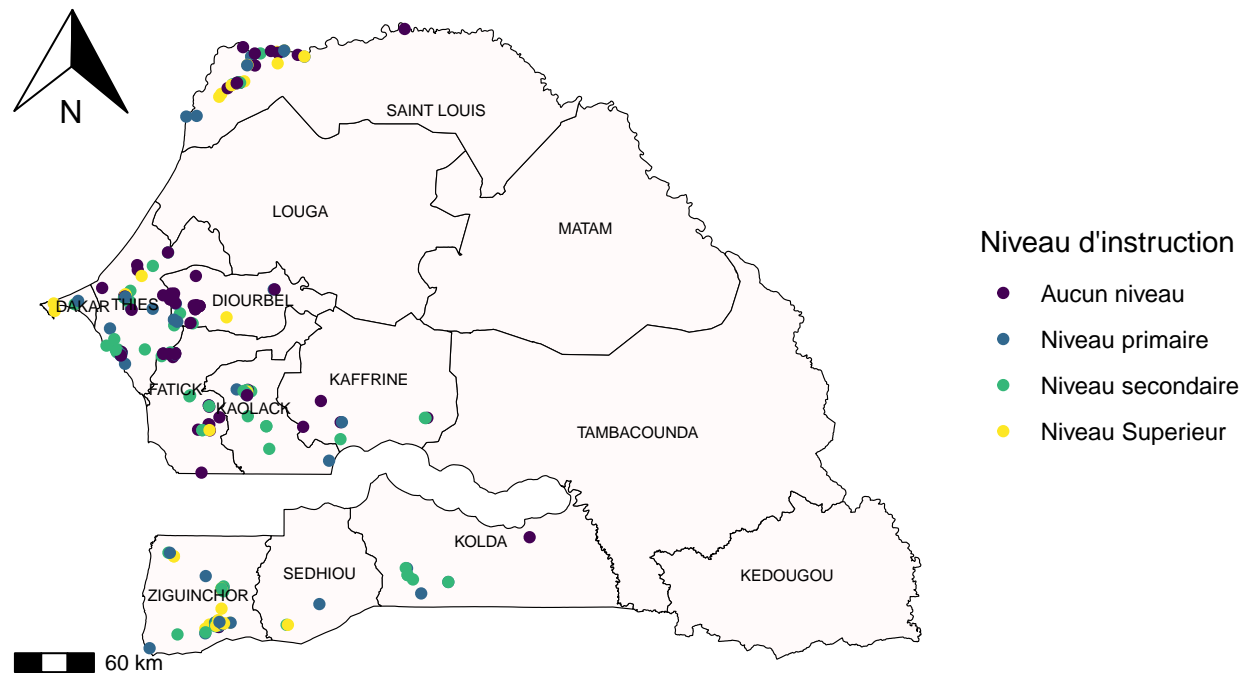 N
SAINT LOUIS
LOUGA
MATAM
DAKAR
THIES
DIOURBEL
FATICK
KAOLACK
KAFFRINE
TAMBACOUNDA
KOLDA
SEDHIOU
ZIGUINCHOR
KEDOUGOU
60 km
Niveau d'instruction
Aucun niveau
Niveau primaire
Niveau secondaire
Niveau Superieur